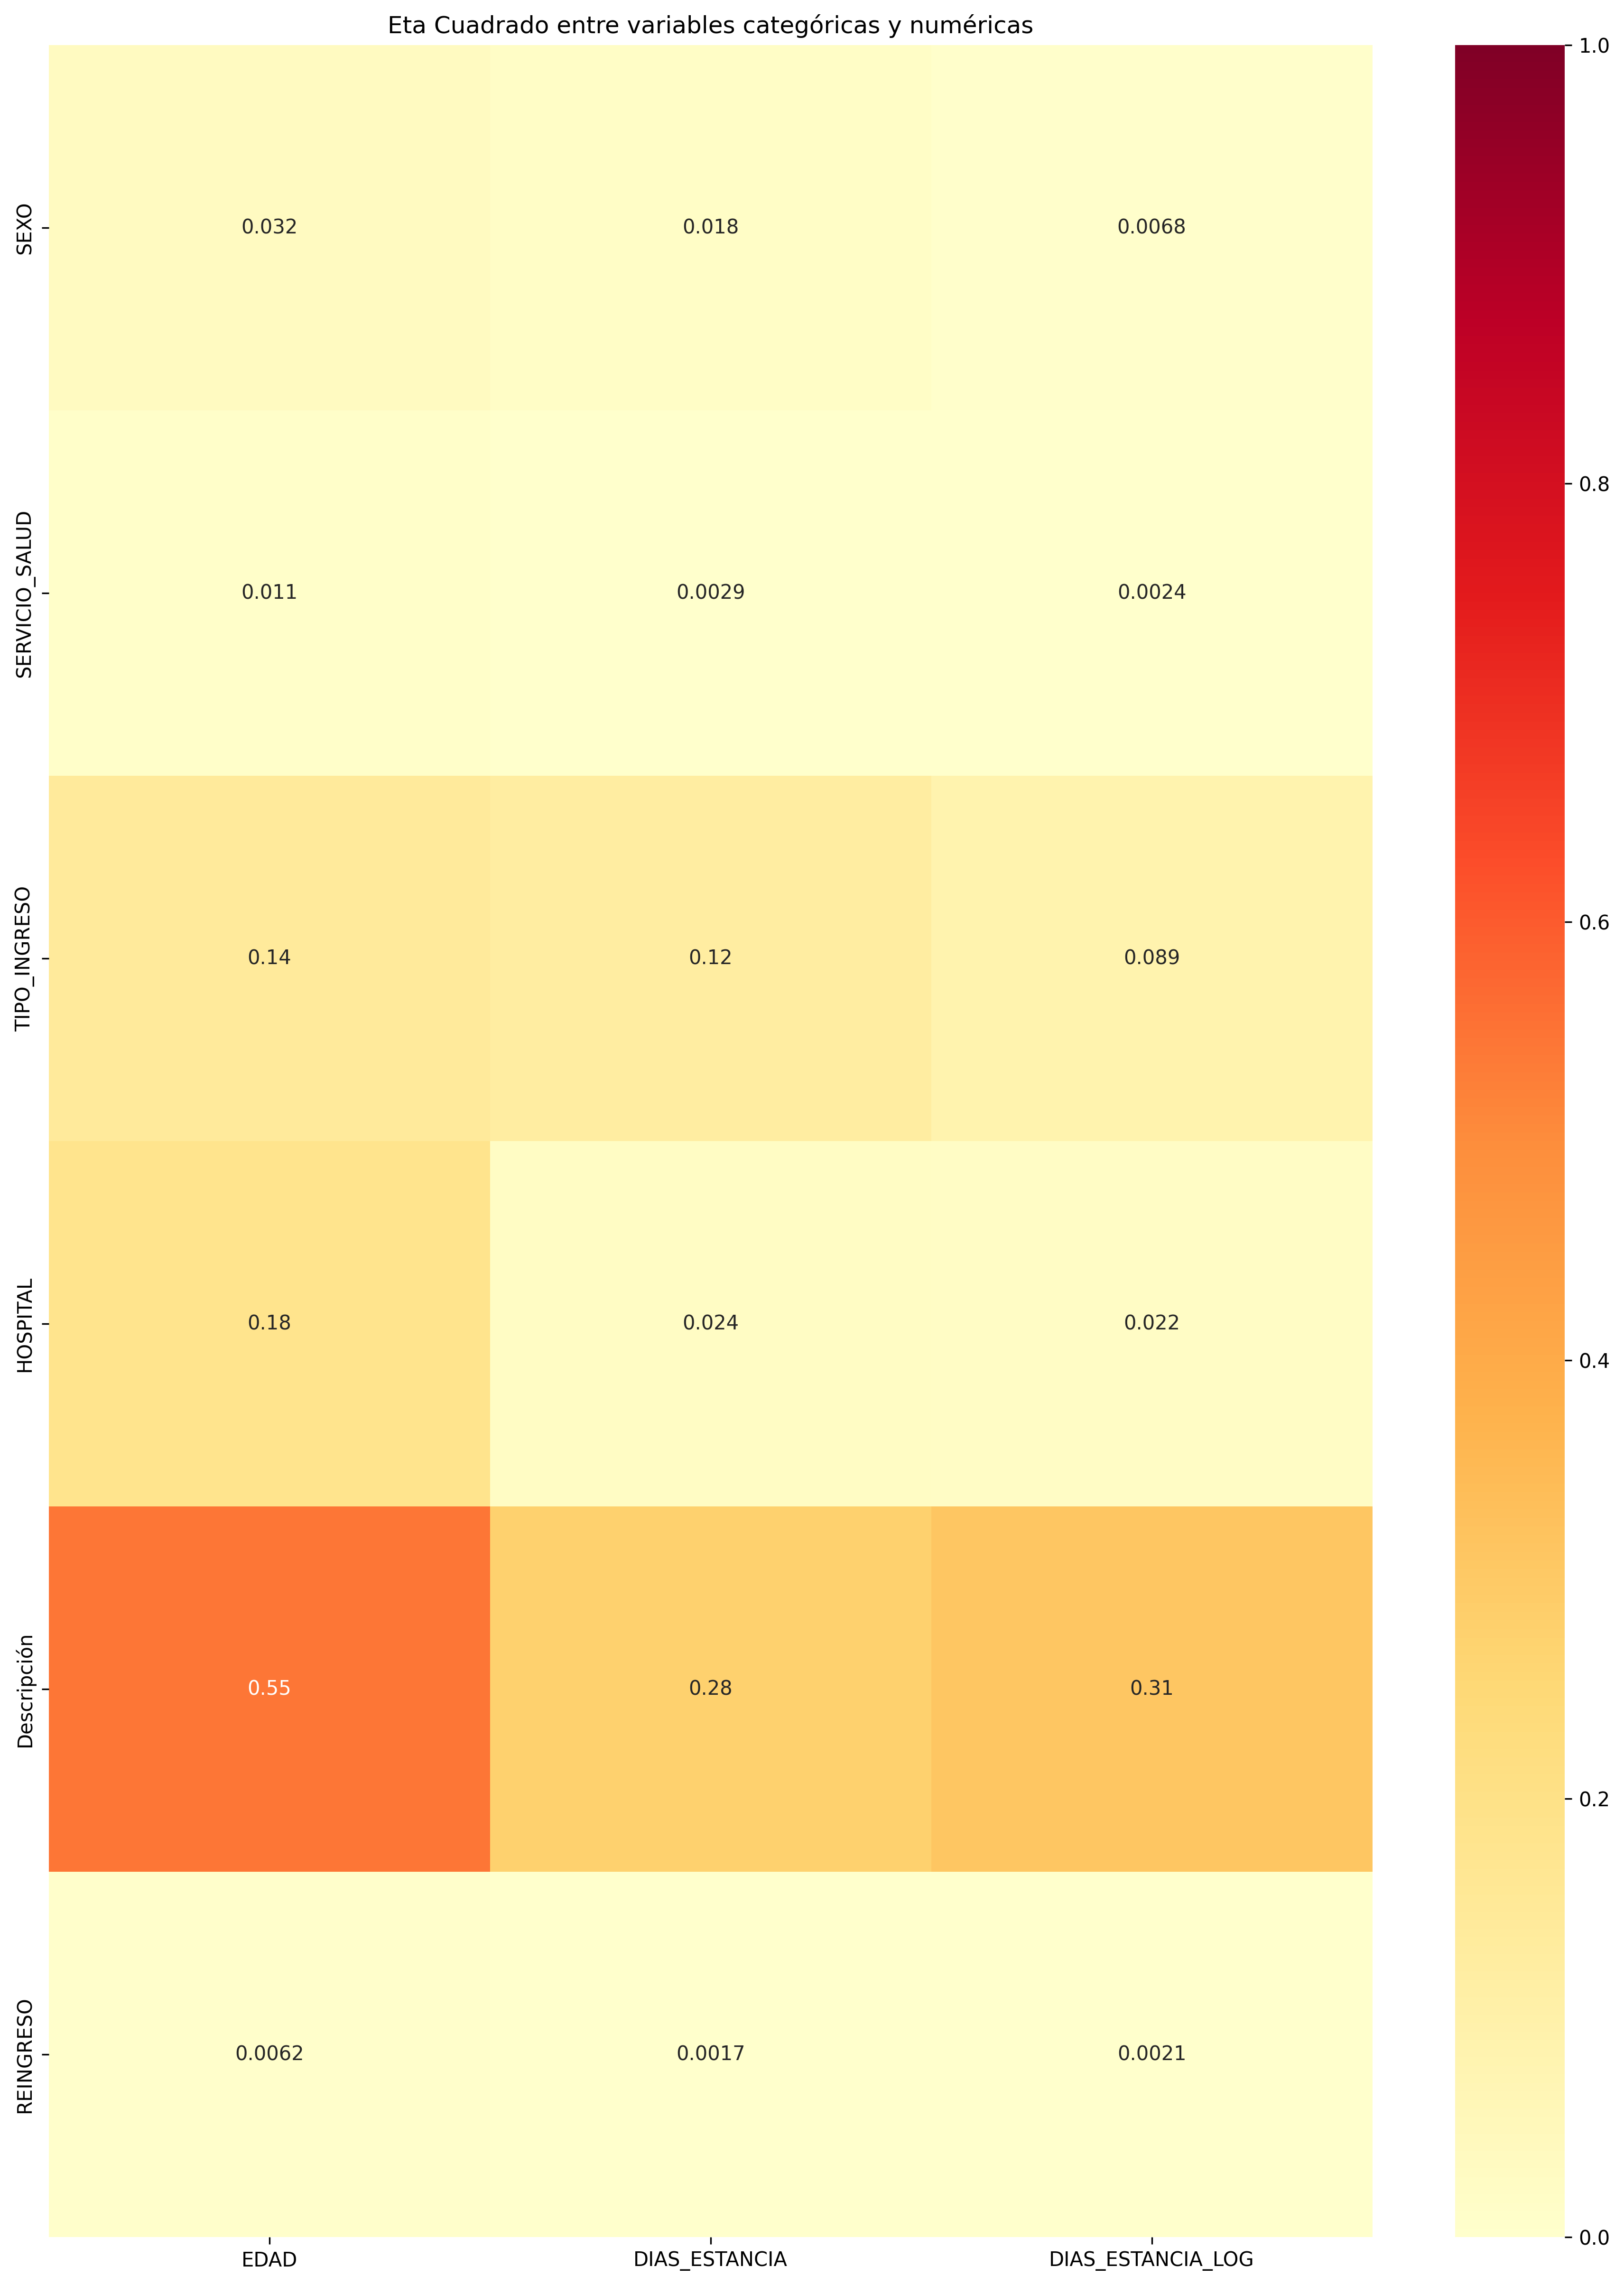 Eta Cuadrado entre variables categóricas y numéricas
SEXO
0.032
0.018
0.0068
SERVICIO_SALUD
0.011
0.0029
0.0024
TIPO_INGRESO
0.14
0.12
0.089
HOSPITAL
0.18
0.024
0.022
Descripción
0.55
0.28
0.31
REINGRESO
0.0062
0.0017
0.0021
EDAD
DIAS_ESTANCIA
DIAS_ESTANCIA_LOG
1.0
0.8
0.6
0.4
0.2
0.0